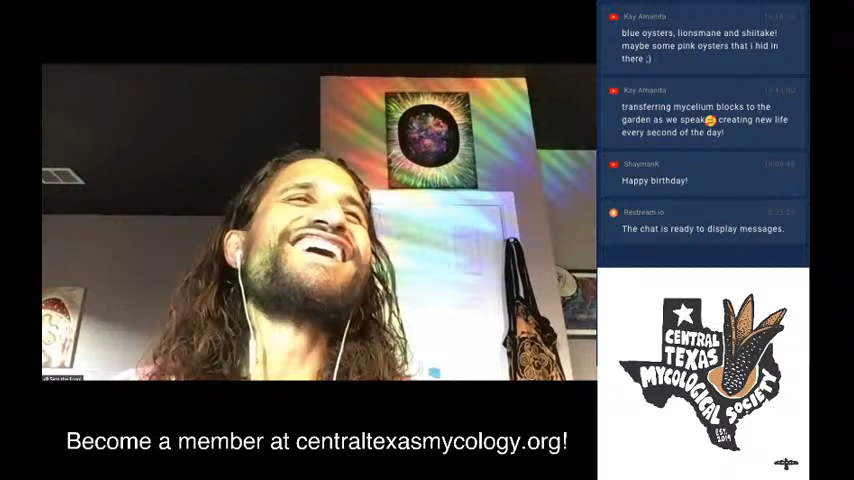 Kay Amanita
blue oysters, lionsmane and shiitake!
maybe some pink oysters that i hid in
there ;)
Kay Amanita
transferring mycelium blocks to the
garden as we speak🥰 creating new life
every second of the day!
ShaymanK
Happy birthday!
Restream.io
The chat is ready to display messages.
CENTRAL
TEXAS
MYCOLOGICAL
SOCIETY
EST.
2019
Become a member at centraltexasmycology.org!